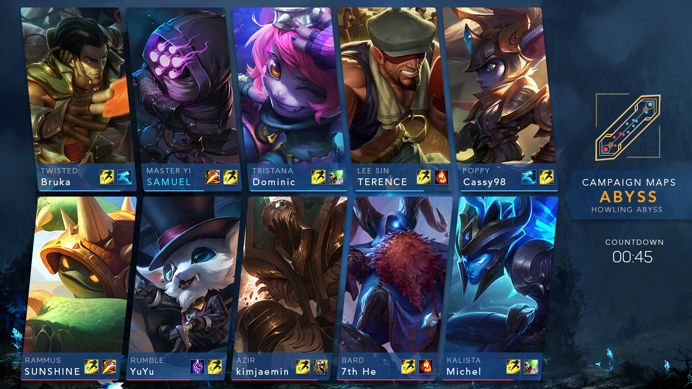 TWISTED
Bruka
MASTER YI
SAMUEL
TRISTANA
Dominic
LEE SIN
TERENCE
POPPY
Cassy98
CAMPAIGN MAPS
ABYSS
HOWLING ABYSS
COUNTDOWN
00:45
RAMMUS
SUNSHINE
RUMBLE
YuYu
AZIR
kimjaemin
BARD
7th He
KALISTA
Michel